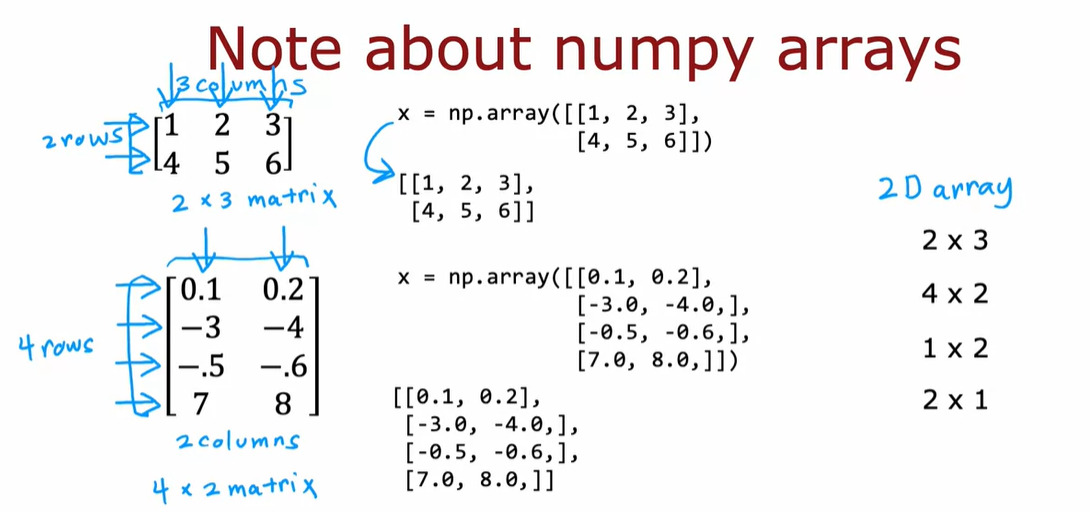 Note about numpy arrays
3 columns
2 rows
[1 2 3]
[4 5 6]
2 x 3 matrix
x = np.array([[1, 2, 3],
[4, 5, 6]])
[[1, 2, 3],
[4, 5, 6]]
4 rows
[0.1 0.2]
−3 −4
−.5 −.6
7 8
2 columns
4 x 2 matrix
x = np.array([[0.1, 0.2],
[-3.0, -4.0,],
[-0.5, -0.6,],
[7.0, 8.0,]])
[[0.1, 0.2],
[-3.0, -4.0,],
[-0.5, -0.6,],
[7.0, 8.0,]]
2D array
2 x 3
4 x 2
1 x 2
2 x 1